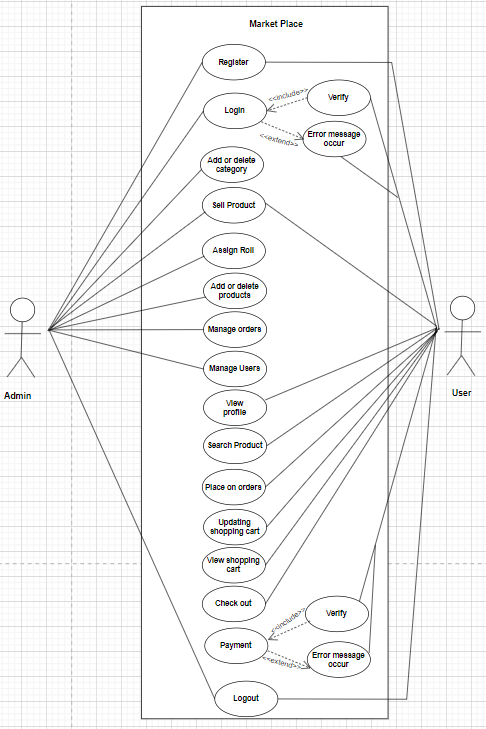 Market Place
Register
<<include>>
Verify
Login
<<extend>>
Error message
occur
Add or delete
category
Sell Product
Assign Roll
Add or delete
products
Manage orders
Manage Users
Admin
User
View
profile
Search Product
Place on orders
Updating
shopping cart
View shopping
cart
Check out
<<include>>
Verify
Payment
<<extend>>
Error message
occur
Logout